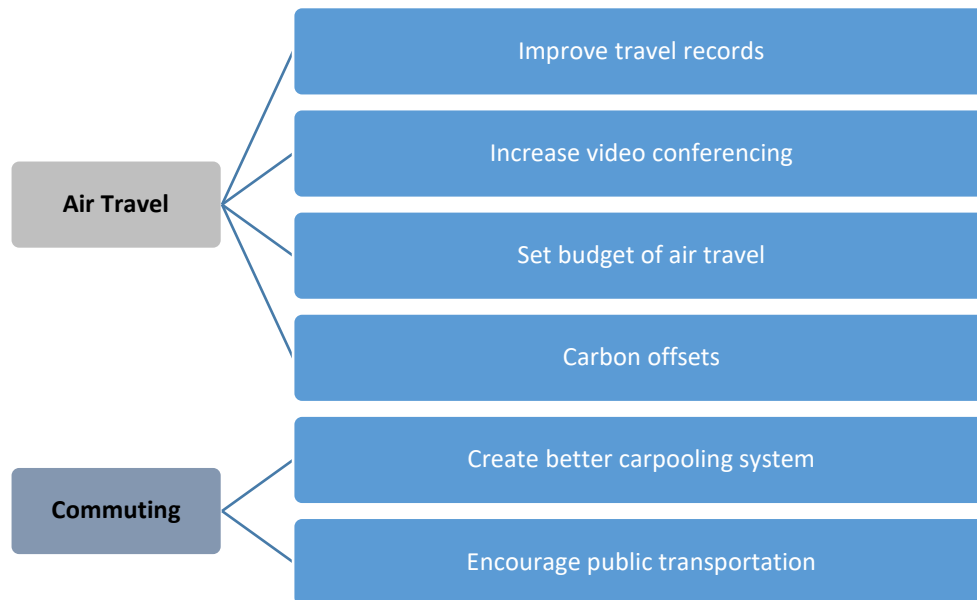 Air Travel
Improve travel records
Increase video conferencing
Set budget of air travel
Carbon offsets
Commuting
Create better carpooling system
Encourage public transportation